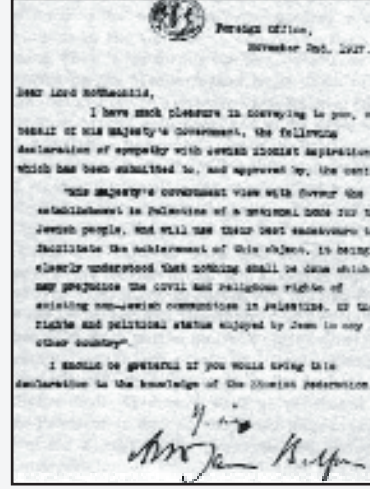 Foreign Office,
November 2nd, 1917.
Dear Lord Rothschild,
I have much pleasure in conveying to you, o
behalf of His Majesty's Government, the following
declaration of sympathy with Jewish Zionist aspiration
which has been submitted to, and approved by, the
"His Majesty's Government view with favour the
establishment in Palestine of a national home for t
Jewish people, and will use their best endeavours t
facilitate the achievement of this object, it being
clearly understood that nothing shall be done which
may prejudice the civil and religious rights of
existing non-Jewish communities in Palestine, or th
rights and political status enjoyed by Jews in any
other country".
I should be grateful if you would bring this
declaration to the knowledge of the Zionist Federation